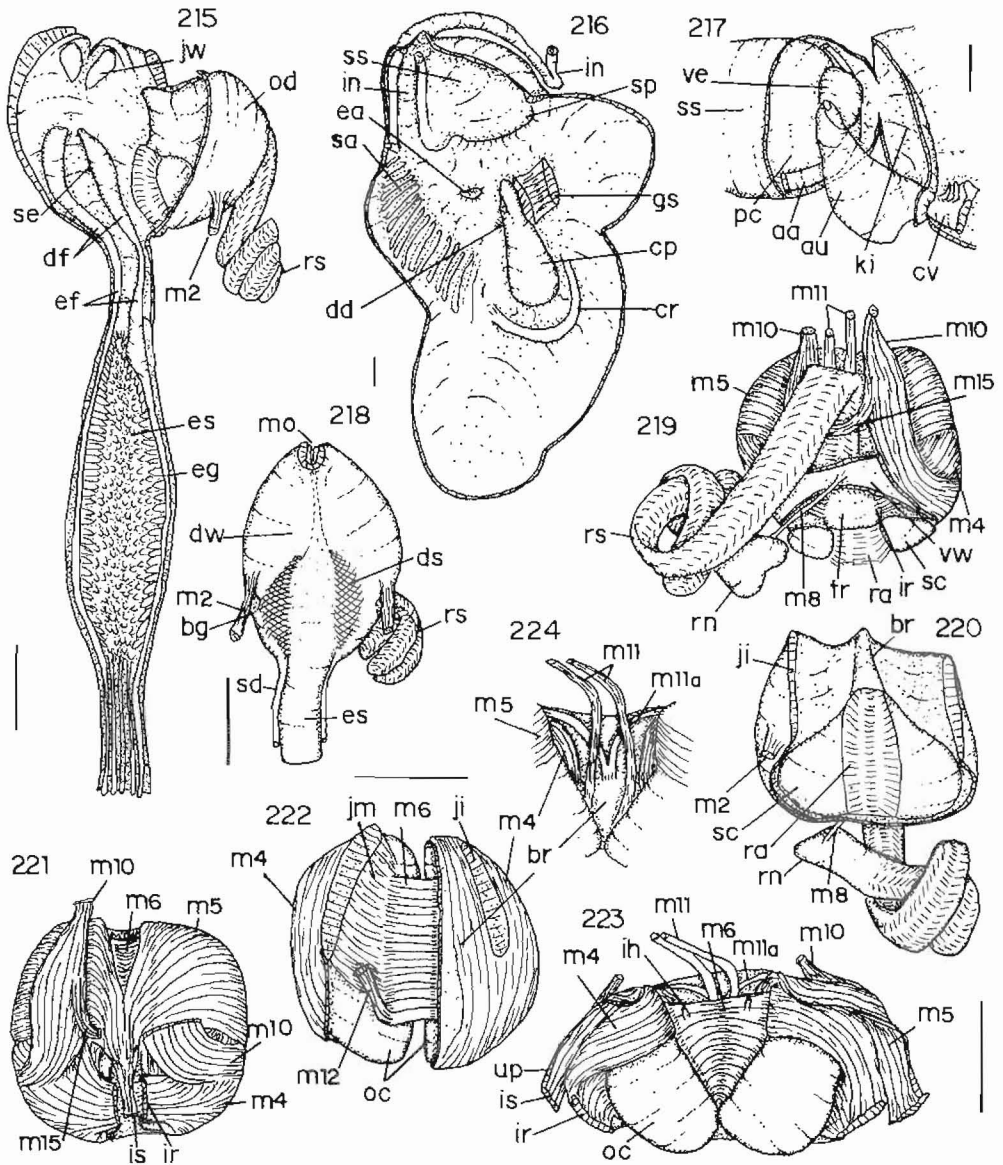 215
jw
od
se
df
m2
rs
ef
es
eg
216
ss
in
in
sp
ea
sa
gs
cp
dd
cr
217
ve
ss
pc
aa
au
ki
cv
218
mo
dw
ds
m2
bg
rs
sd
es
219
m11
m10
m10
m5
m15
rs
m4
vw
sc
ir
ra
fr
m8
rn
220
br
ji
m2
sc
ra
rn
m8
224
m11
m11a
m5
m4
br
222
jm
m6
ji
m4
m12
oc
221
m10
m6
m5
m10
m4
m15
is
ir
223
m11
m6
m11a
m10
ih
m4
m5
up
is
ir
oc